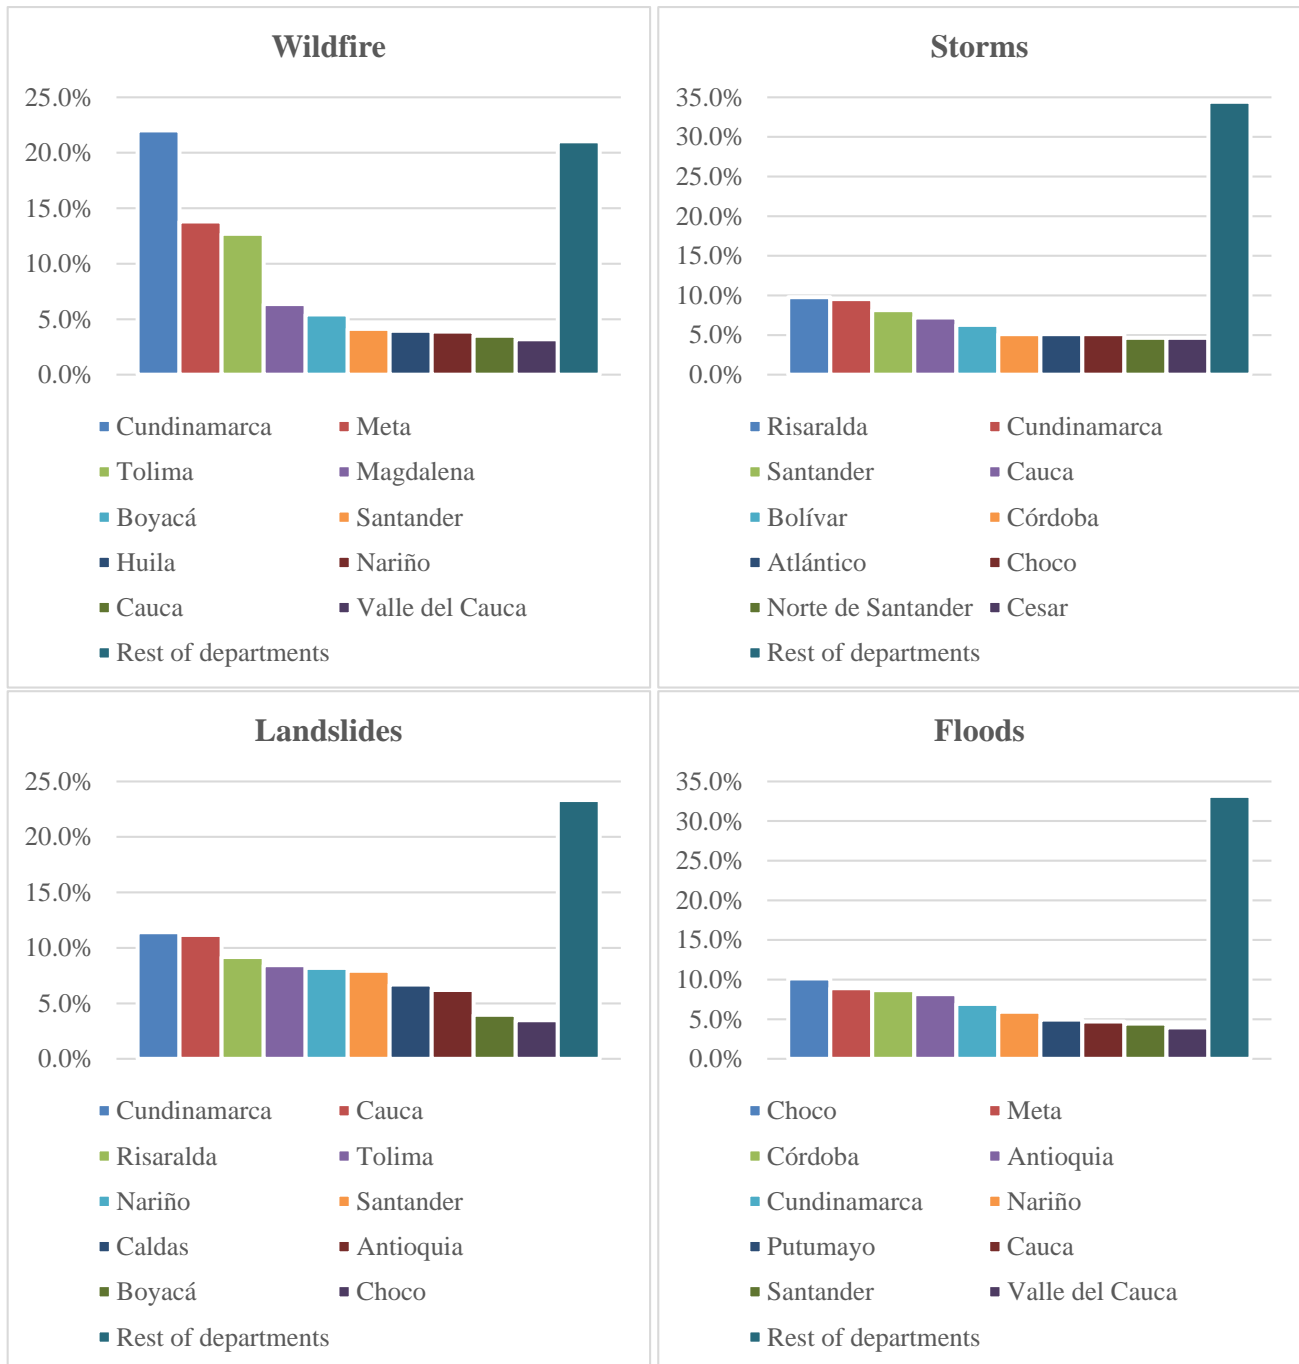 Wildfire
25.0%
20.0%
15.0%
10.0%
5.0%
0.0%
Cundinamarca Meta
Tolima Magdalena
Boyacá Santander
Huila Nariño
Cauca Valle del Cauca
Rest of departments
Storms
35.0%
30.0%
25.0%
20.0%
15.0%
10.0%
5.0%
0.0%
Risaralda Cundinamarca
Santander Cauca
Bolívar Córdoba
Atlántico Choco
Norte de Santander Cesar
Rest of departments
Landslides
25.0%
20.0%
15.0%
10.0%
5.0%
0.0%
Cundinamarca Cauca
Risaralda Tolima
Nariño Santander
Caldas Antioquia
Boyacá Choco
Rest of departments
Floods
35.0%
30.0%
25.0%
20.0%
15.0%
10.0%
5.0%
0.0%
Choco Meta
Córdoba Antioquia
Cundinamarca Nariño
Putumayo Cauca
Santander Valle del Cauca
Rest of departments